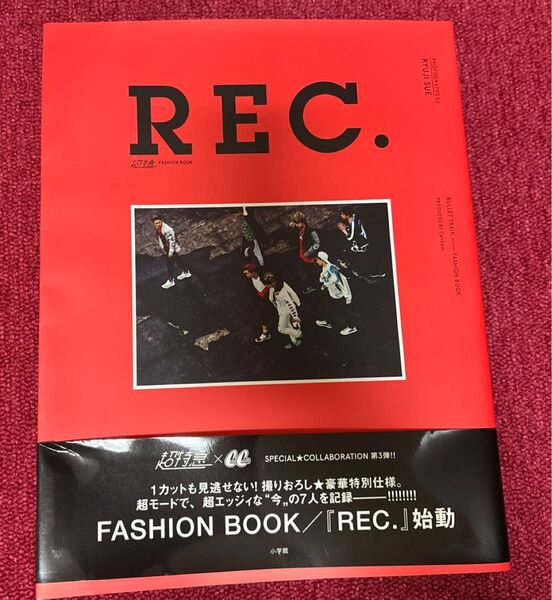 REC.
超特急 FASHION BOOK
PHOTOGRAPHS by
RYUJI SUE
BULLETTRAIN FASHION BOOK
PRODUCED BY CanCam
超特急 × CC SPECIAL★COLLABORATION 第3弾!!
1カットも見逃せない! 撮りおろし★豪華特別仕様。
超モードで、超エッジィな“今”の7人を記録———!!!!!!!!
FASHION BOOK/『REC.』始動
小学館